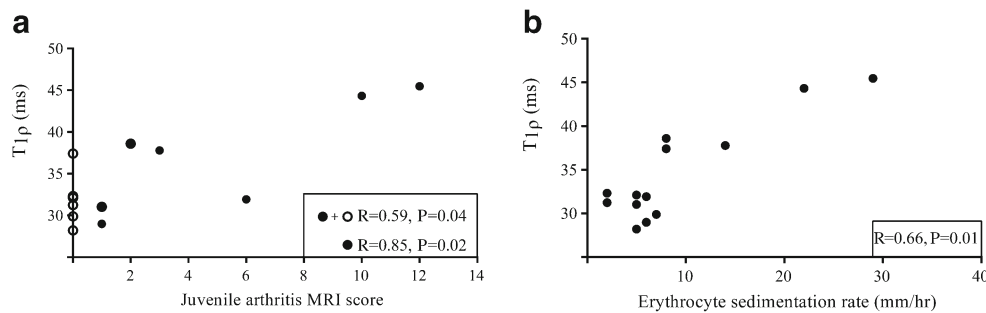 a
50
45
40
35
30
T1ρ (ms)
2 4 6 8 10 12 14
Juvenile arthritis MRI score
+ R=0.59, P=0.04
R=0.85, P=0.02
b
50
45
40
35
30
T1ρ (ms)
10 20 30 40
Erythrocyte sedimentation rate (mm/hr)
R=0.66, P=0.01